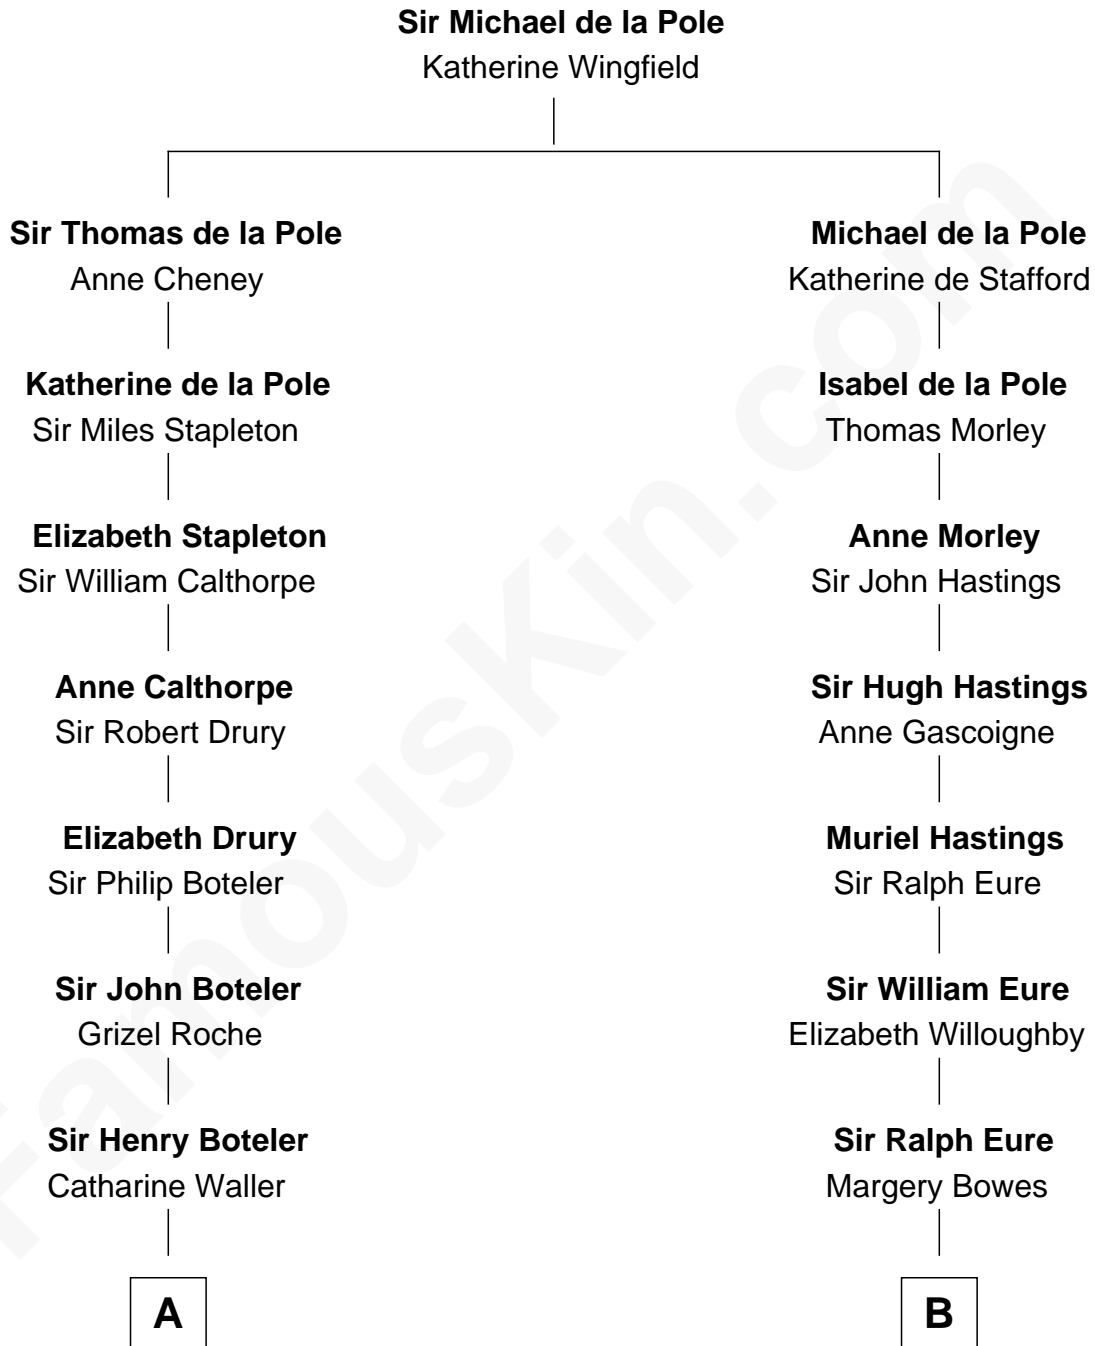 Sir Michael de la Pole
Katherine Wingfield
Sir Thomas de la Pole
Anne Cheney
Michael de la Pole
Katherine de Stafford
Katherine de la Pole
Sir Miles Stapleton
Isabel de la Pole
Thomas Morley
Elizabeth Stapleton
Sir William Calthorpe
Anne Morley
Sir John Hastings
Anne Calthorpe
Sir Robert Drury
Sir Hugh Hastings
Anne Gascoigne
Elizabeth Drury
Sir Philip Boteler
Muriel Hastings
Sir Ralph Eure
Sir John Boteler
Grizel Roche
Sir William Eure
Elizabeth Willoughby
Sir Henry Boteler
Catharine Waller
Sir Ralph Eure
Margery Bowes
A
B
FamousKin.com